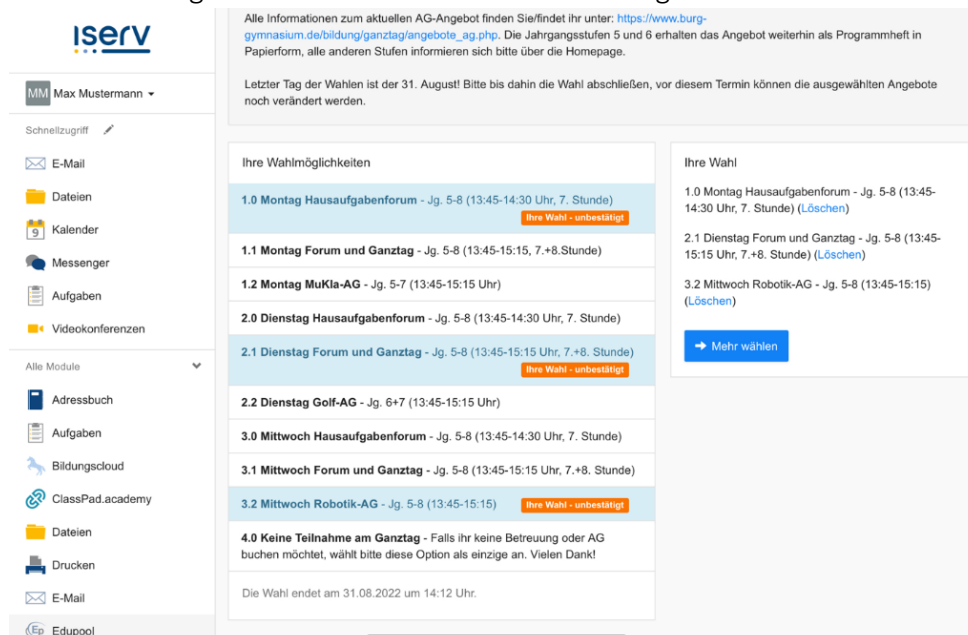 iserv
MM Max Mustermann
Schnellzugriff
E-Mail
Dateien
9 Kalender
Messenger
Aufgaben
Videokonferenzen
Alle Module
Adressbuch
Aufgaben
Bildungscloud
ClassPad.academy
Dateien
Drucken
E-Mail
Ep Edupool
Alle Informationen zum aktuellen AG-Angebot finden Sie/findet ihr unter: https://www.burg-
gymnasium.de/bildung/ganztag/angebote_ag.php. Die Jahrgangsstufen 5 und 6 erhalten das Angebot weiterhin als Programmheft in
Papierform, alle anderen Stufen informieren sich bitte über die Homepage.
Letzter Tag der Wahlen ist der 31. August! Bitte bis dahin die Wahl abschließen, vor diesem Termin können die ausgewählten Angebote
noch verändert werden.
Ihre Wahlmöglichkeiten
1.0 Montag Hausaufgabenforum - Jg. 5-8 (13:45-14:30 Uhr, 7. Stunde)
Ihre Wahl - unbestätigt
1.1 Montag Forum und Ganztag - Jg. 5-8 (13:45-15:15, 7.+8.Stunde)
1.2 Montag MuKla-AG - Jg. 5-7 (13:45-15:15 Uhr)
2.0 Dienstag Hausaufgabenforum - Jg. 5-8 (13:45-14:30 Uhr, 7. Stunde)
2.1 Dienstag Forum und Ganztag - Jg. 5-8 (13:45-15:15 Uhr, 7.+8. Stunde)
Ihre Wahl - unbestätigt
2.2 Dienstag Golf-AG - Jg. 6+7 (13:45-15:15 Uhr)
3.0 Mittwoch Hausaufgabenforum - Jg. 5-8 (13:45-14:30 Uhr, 7. Stunde)
3.1 Mittwoch Forum und Ganztag - Jg. 5-8 (13:45-15:15 Uhr, 7.+8. Stunde)
3.2 Mittwoch Robotik-AG - Jg. 5-8 (13:45-15:15) Ihre Wahl - unbestätigt
4.0 Keine Teilnahme am Ganztag - Falls ihr keine Betreuung oder AG
buchen möchtet, wählt bitte diese Option als einzige an. Vielen Dank!
Die Wahl endet am 31.08.2022 um 14:12 Uhr.
Ihre Wahl
1.0 Montag Hausaufgabenforum - Jg. 5-8 (13:45-
14:30 Uhr, 7. Stunde) (Löschen)
2.1 Dienstag Forum und Ganztag - Jg. 5-8 (13:45-
15:15 Uhr, 7.+8. Stunde) (Löschen)
3.2 Mittwoch Robotik-AG - Jg. 5-8 (13:45-15:15)
(Löschen)
Mehr wählen